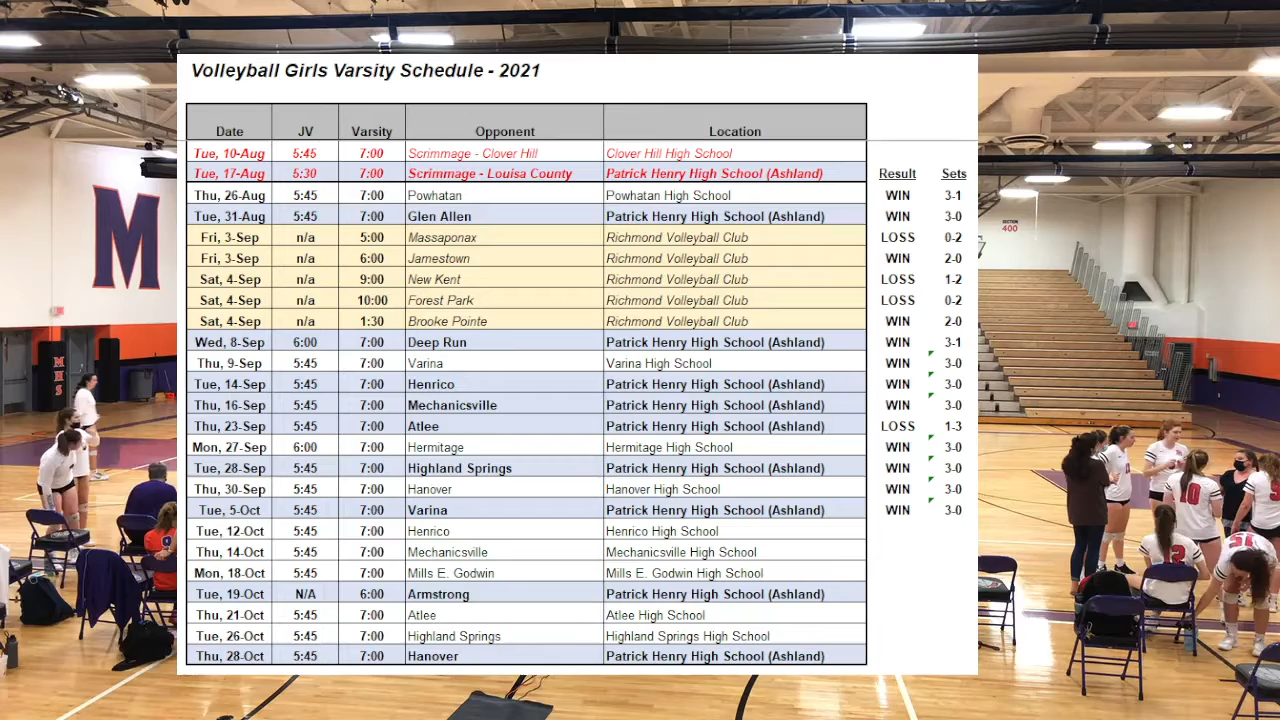 Volleyball Girls Varsity Schedule - 2021
Date JV Varsity Opponent Location
Tue, 10-Aug 5:45 7:00 Scrimmage - Clover Hill Clover Hill High School
Tue, 17-Aug 5:30 7:00 Scrimmage - Louisa County Patrick Henry High School (Ashland) Result Sets
Thu, 26-Aug 5:45 7:00 Powhatan Powhatan High School WIN 3-1
Tue, 31-Aug 5:45 7:00 Glen Allen Patrick Henry High School (Ashland) WIN 3-0
Fri, 3-Sep n/a 5:00 Massaponax Richmond Volleyball Club LOSS 0-2
Fri, 3-Sep n/a 6:00 Jamestown Richmond Volleyball Club WIN 2-0
Sat, 4-Sep n/a 9:00 New Kent Richmond Volleyball Club LOSS 1-2
Sat, 4-Sep n/a 10:00 Forest Park Richmond Volleyball Club LOSS 0-2
Sat, 4-Sep n/a 1:30 Brooke Pointe Richmond Volleyball Club WIN 2-0
Wed, 8-Sep 6:00 7:00 Deep Run Patrick Henry High School (Ashland) WIN 3-1
Thu, 9-Sep 5:45 7:00 Varina Varina High School WIN 3-0
Tue, 14-Sep 5:45 7:00 Henrico Patrick Henry High School (Ashland) WIN 3-0
Thu, 16-Sep 5:45 7:00 Mechanicsville Patrick Henry High School (Ashland) WIN 3-0
Thu, 23-Sep 5:45 7:00 Atlee Patrick Henry High School (Ashland) LOSS 1-3
Mon, 27-Sep 6:00 7:00 Hermitage Hermitage High School WIN 3-0
Tue, 28-Sep 5:45 7:00 Highland Springs Patrick Henry High School (Ashland) WIN 3-0
Thu, 30-Sep 5:45 7:00 Hanover Hanover High School WIN 3-0
Tue, 5-Oct 5:45 7:00 Varina Patrick Henry High School (Ashland) WIN 3-0
Tue, 12-Oct 5:45 7:00 Henrico Henrico High School
Thu, 14-Oct 5:45 7:00 Mechanicsville Mechanicsville High School
Mon, 18-Oct 5:45 7:00 Mills E. Godwin Mills E. Godwin High School
Tue, 19-Oct N/A 6:00 Armstrong Patrick Henry High School (Ashland)
Thu, 21-Oct 5:45 7:00 Atlee Atlee High School
Tue, 26-Oct 5:45 7:00 Highland Springs Highland Springs High School
Thu, 28-Oct 5:45 7:00 Hanover Patrick Henry High School (Ashland)
M
MHS
SECTION
400
10
12
15